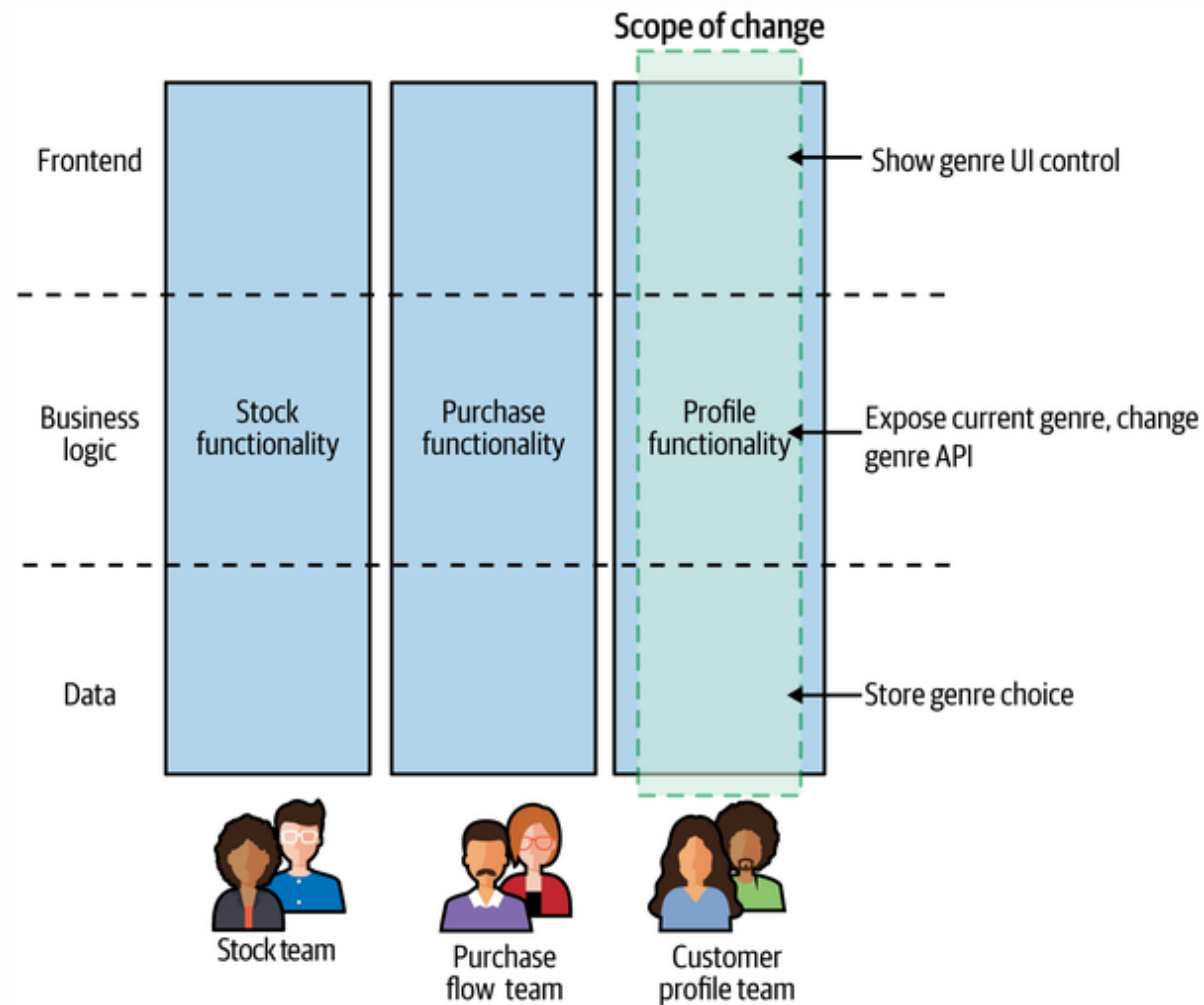 Scope of change
Frontend
Show genre UI control
Business
logic
Stock
functionality
Purchase
functionality
Profile
functionality
Expose current genre, change
genre API
Data
Store genre choice
Stock team
Purchase
flow team
Customer
profile team